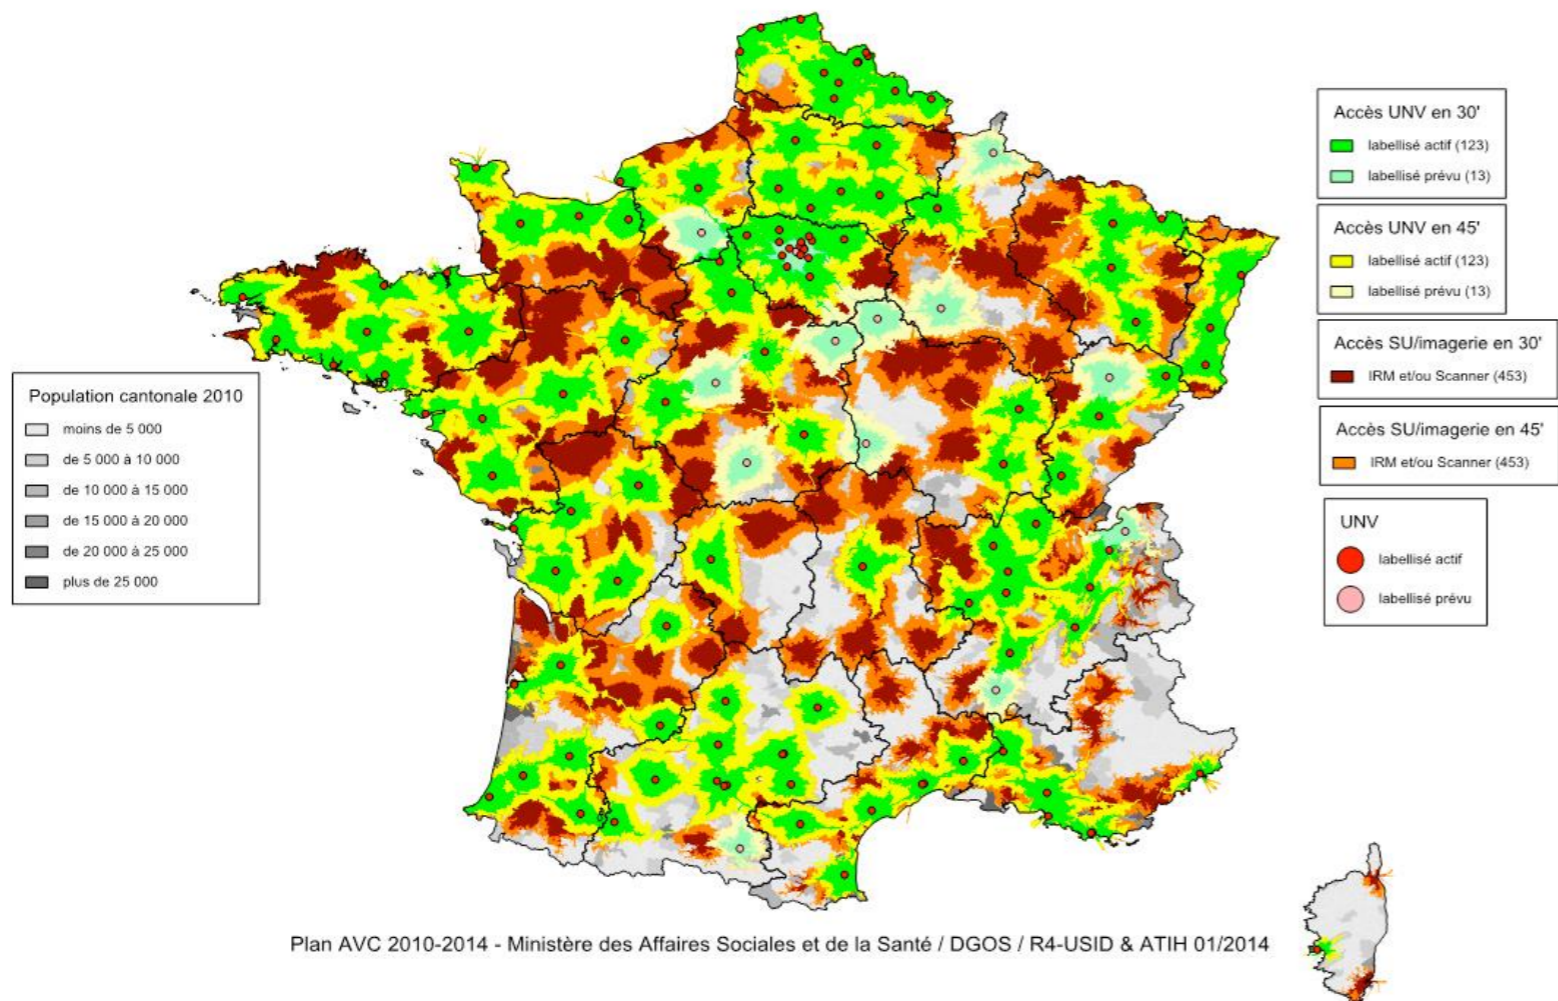 Accès UNV en 30'
labellisé actif (123)
labellisé prévu (13)
Accès UNV en 45'
labellisé actif (123)
labellisé prévu (13)
Accès SU/imagerie en 30'
IRM et/ou Scanner (453)
Accès SU/imagerie en 45'
IRM et/ou Scanner (453)
UNV
labellisé actif
labellisé prévu
Population cantonale 2010
moins de 5 000
de 5 000 à 10 000
de 10 000 à 15 000
de 15 000 à 20 000
de 20 000 à 25 000
plus de 25 000
Plan AVC 2010-2014 - Ministère des Affaires Sociales et de la Santé / DGOS / R4-USID & ATIH 01/2014